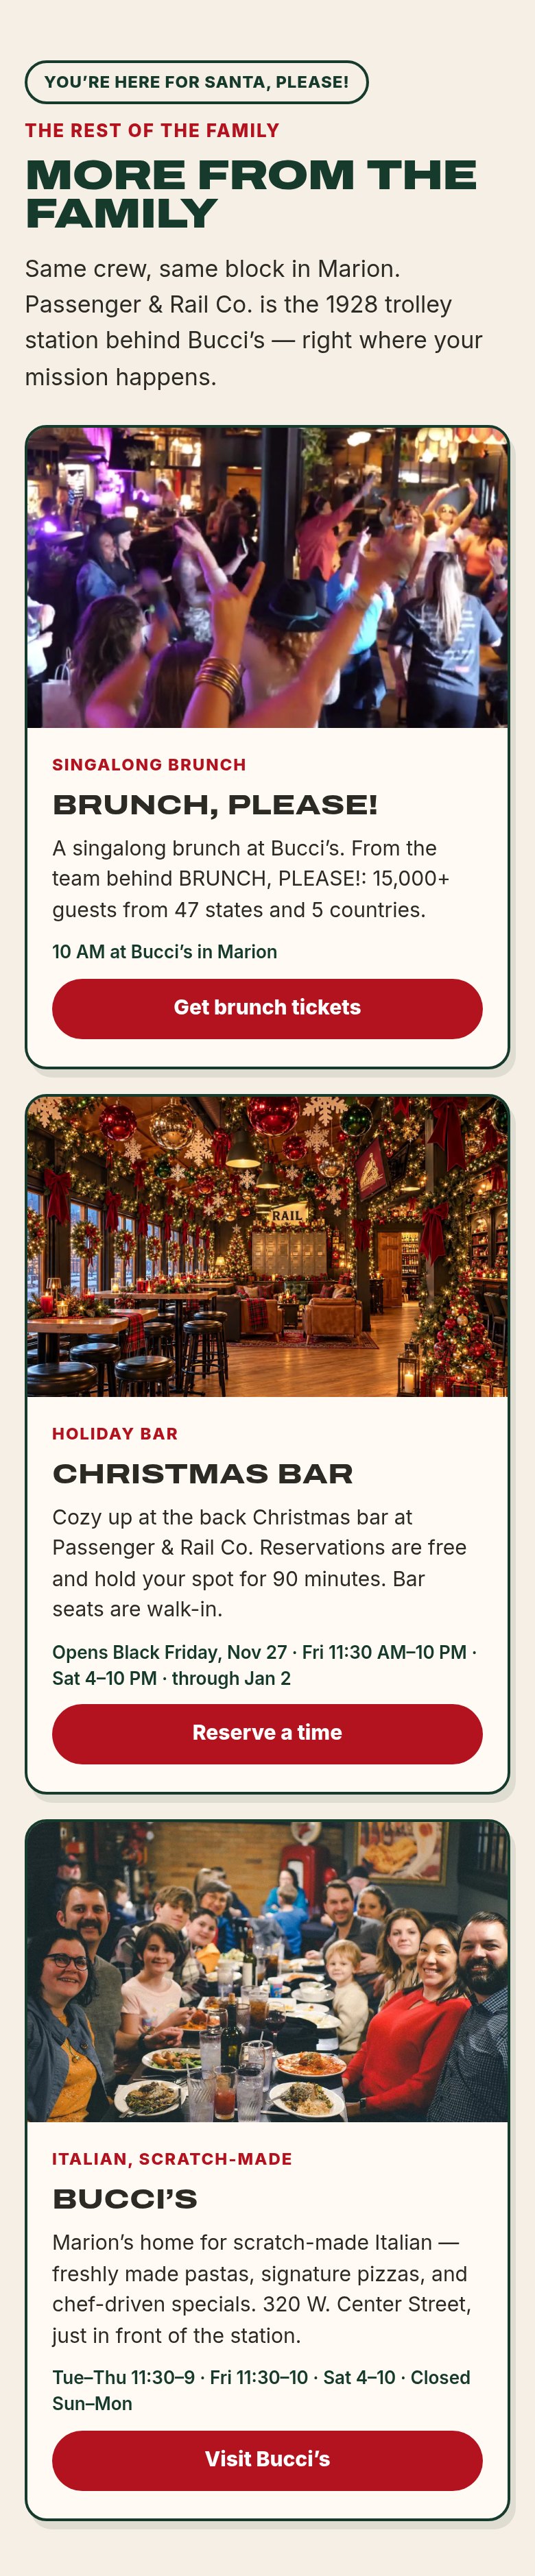 YOU’RE HERE FOR SANTA, PLEASE!
THE REST OF THE FAMILY
MORE FROM THE
FAMILY
Same crew, same block in Marion.
Passenger & Rail Co. is the 1928 trolley
station behind Bucci’s — right where your
mission happens.
SINGALONG BRUNCH
BRUNCH, PLEASE!
A singalong brunch at Bucci’s. From the
team behind BRUNCH, PLEASE!: 15,000+
guests from 47 states and 5 countries.
10 AM at Bucci’s in Marion
Get brunch tickets
RAIL
HOLIDAY BAR
CHRISTMAS BAR
Cozy up at the back Christmas bar at
Passenger & Rail Co. Reservations are free
and hold your spot for 90 minutes. Bar
seats are walk-in.
Opens Black Friday, Nov 27 · Fri 11:30 AM–10 PM ·
Sat 4–10 PM · through Jan 2
Reserve a time
ITALIAN, SCRATCH-MADE
BUCCI’S
Marion’s home for scratch-made Italian —
freshly made pastas, signature pizzas, and
chef-driven specials. 320 W. Center Street,
just in front of the station.
Tue–Thu 11:30–9 · Fri 11:30–10 · Sat 4–10 · Closed
Sun–Mon
Visit Bucci’s